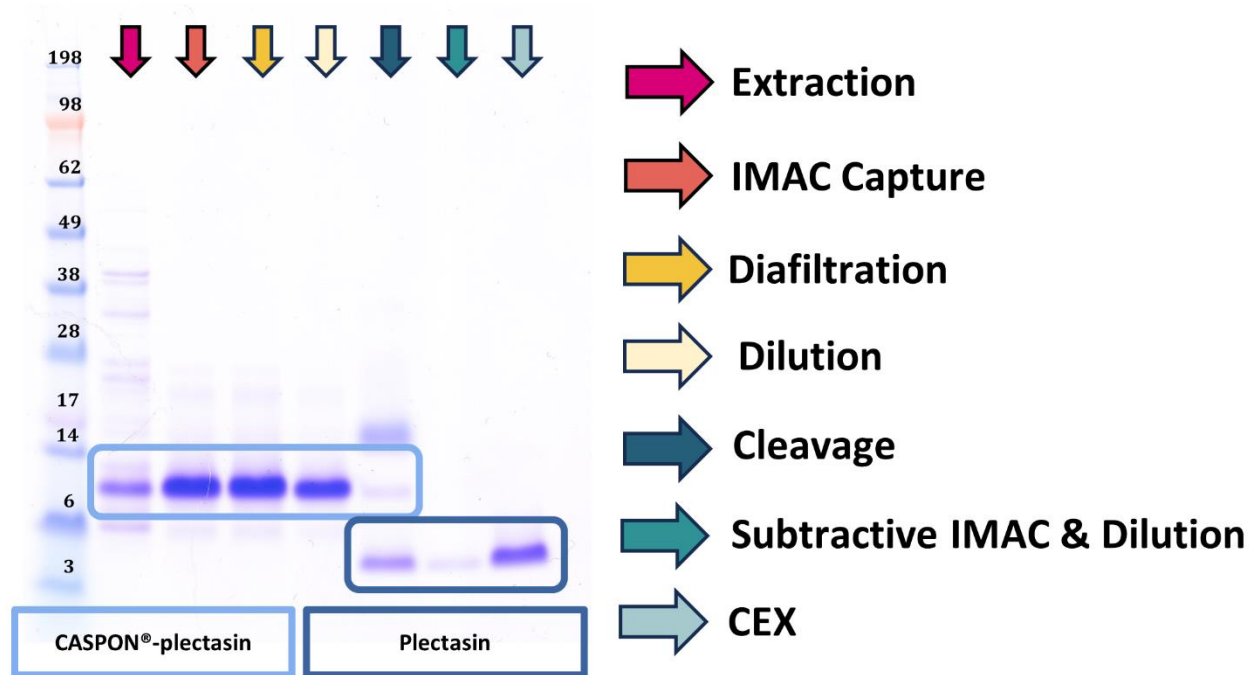 198
98
62
49
38
28
17
14
6
3
CASPON®-plectasin
Plectasin
Extraction
IMAC Capture
Diafiltration
Dilution
Cleavage
Subtractive IMAC & Dilution
CEX